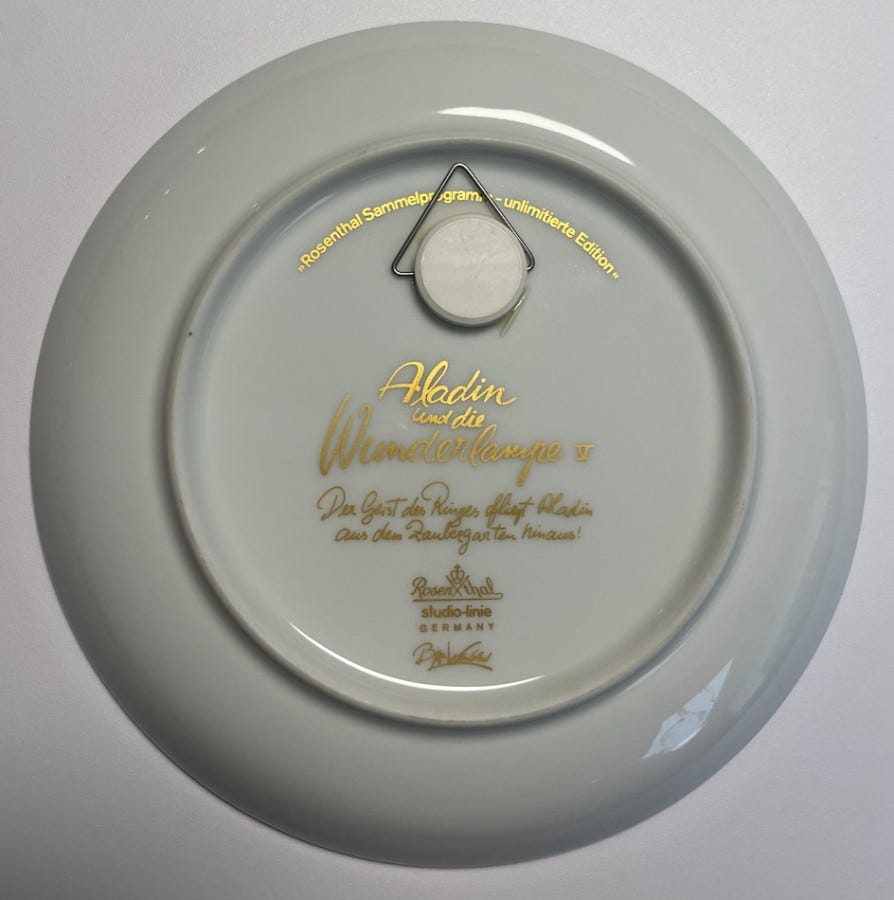 »Rosenthal Sammelprogramm - unlimitierte Edition«
Aladin
und die
Wunderlampe V
Der Geist des Ringes fliegt Aladin
aus dem Zaubergarten hinaus!
Rosenthal
studio-linie
GERMANY